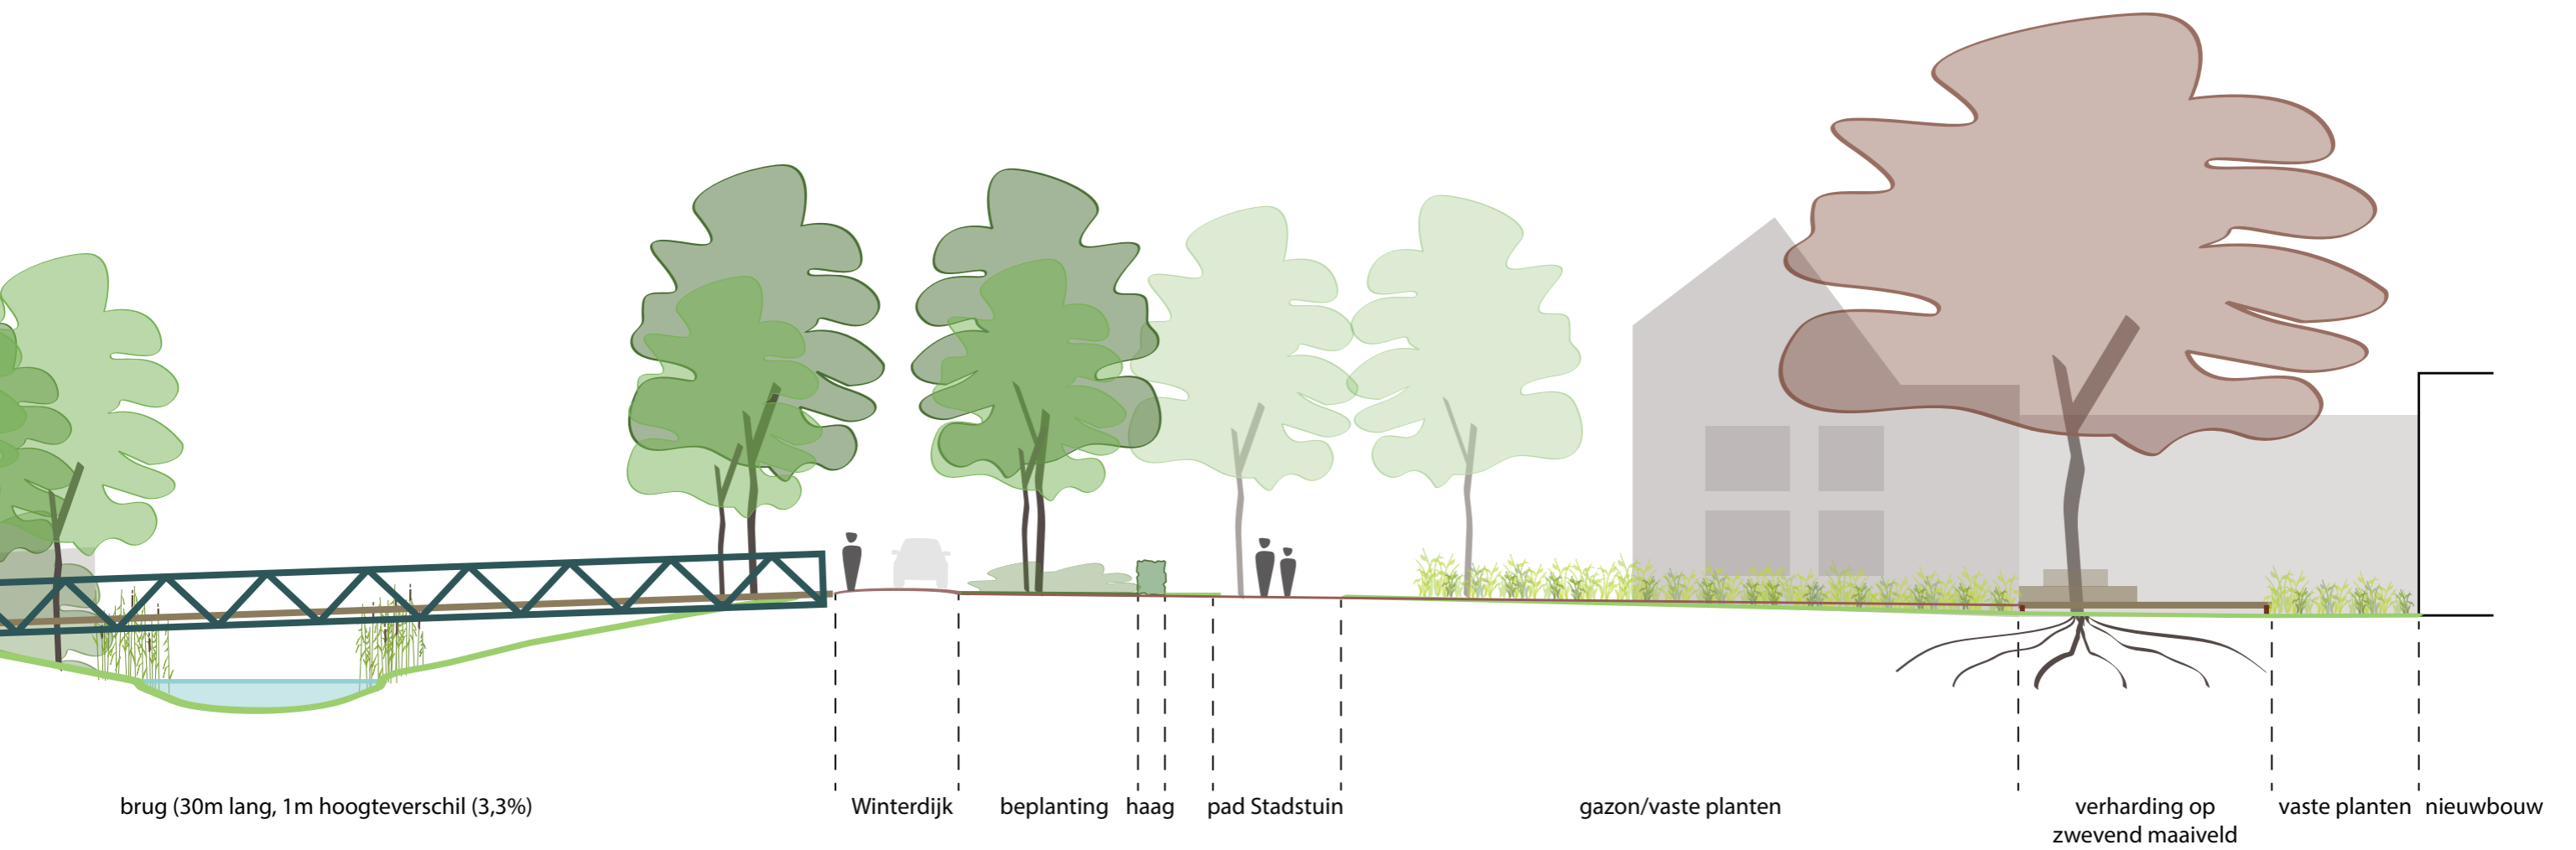 brug (30m lang, 1m hoogteverschil (3,3%)
Winterdijk
beplanting
haag
pad Stadstuin
gazon/vaste planten
verharding op
zwevend maaiveld
vaste planten
nieuwbouw